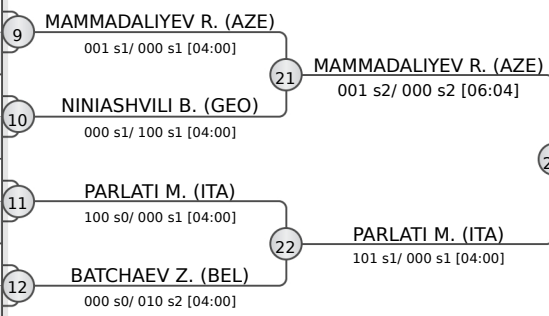 9
MAMMADALIYEV R. (AZE)
001 s1/ 000 s1 [04:00]
21
MAMMADALIYEV R. (AZE)
001 s2/ 000 s2 [06:04]
10
NINIASHVILI B. (GEO)
000 s1/ 100 s1 [04:00]
11
PARLATI M. (ITA)
100 s0/ 000 s1 [04:00]
22
PARLATI M. (ITA)
101 s1/ 000 s1 [04:00]
12
BATCHAEV Z. (BEL)
000 s0/ 010 s2 [04:00]